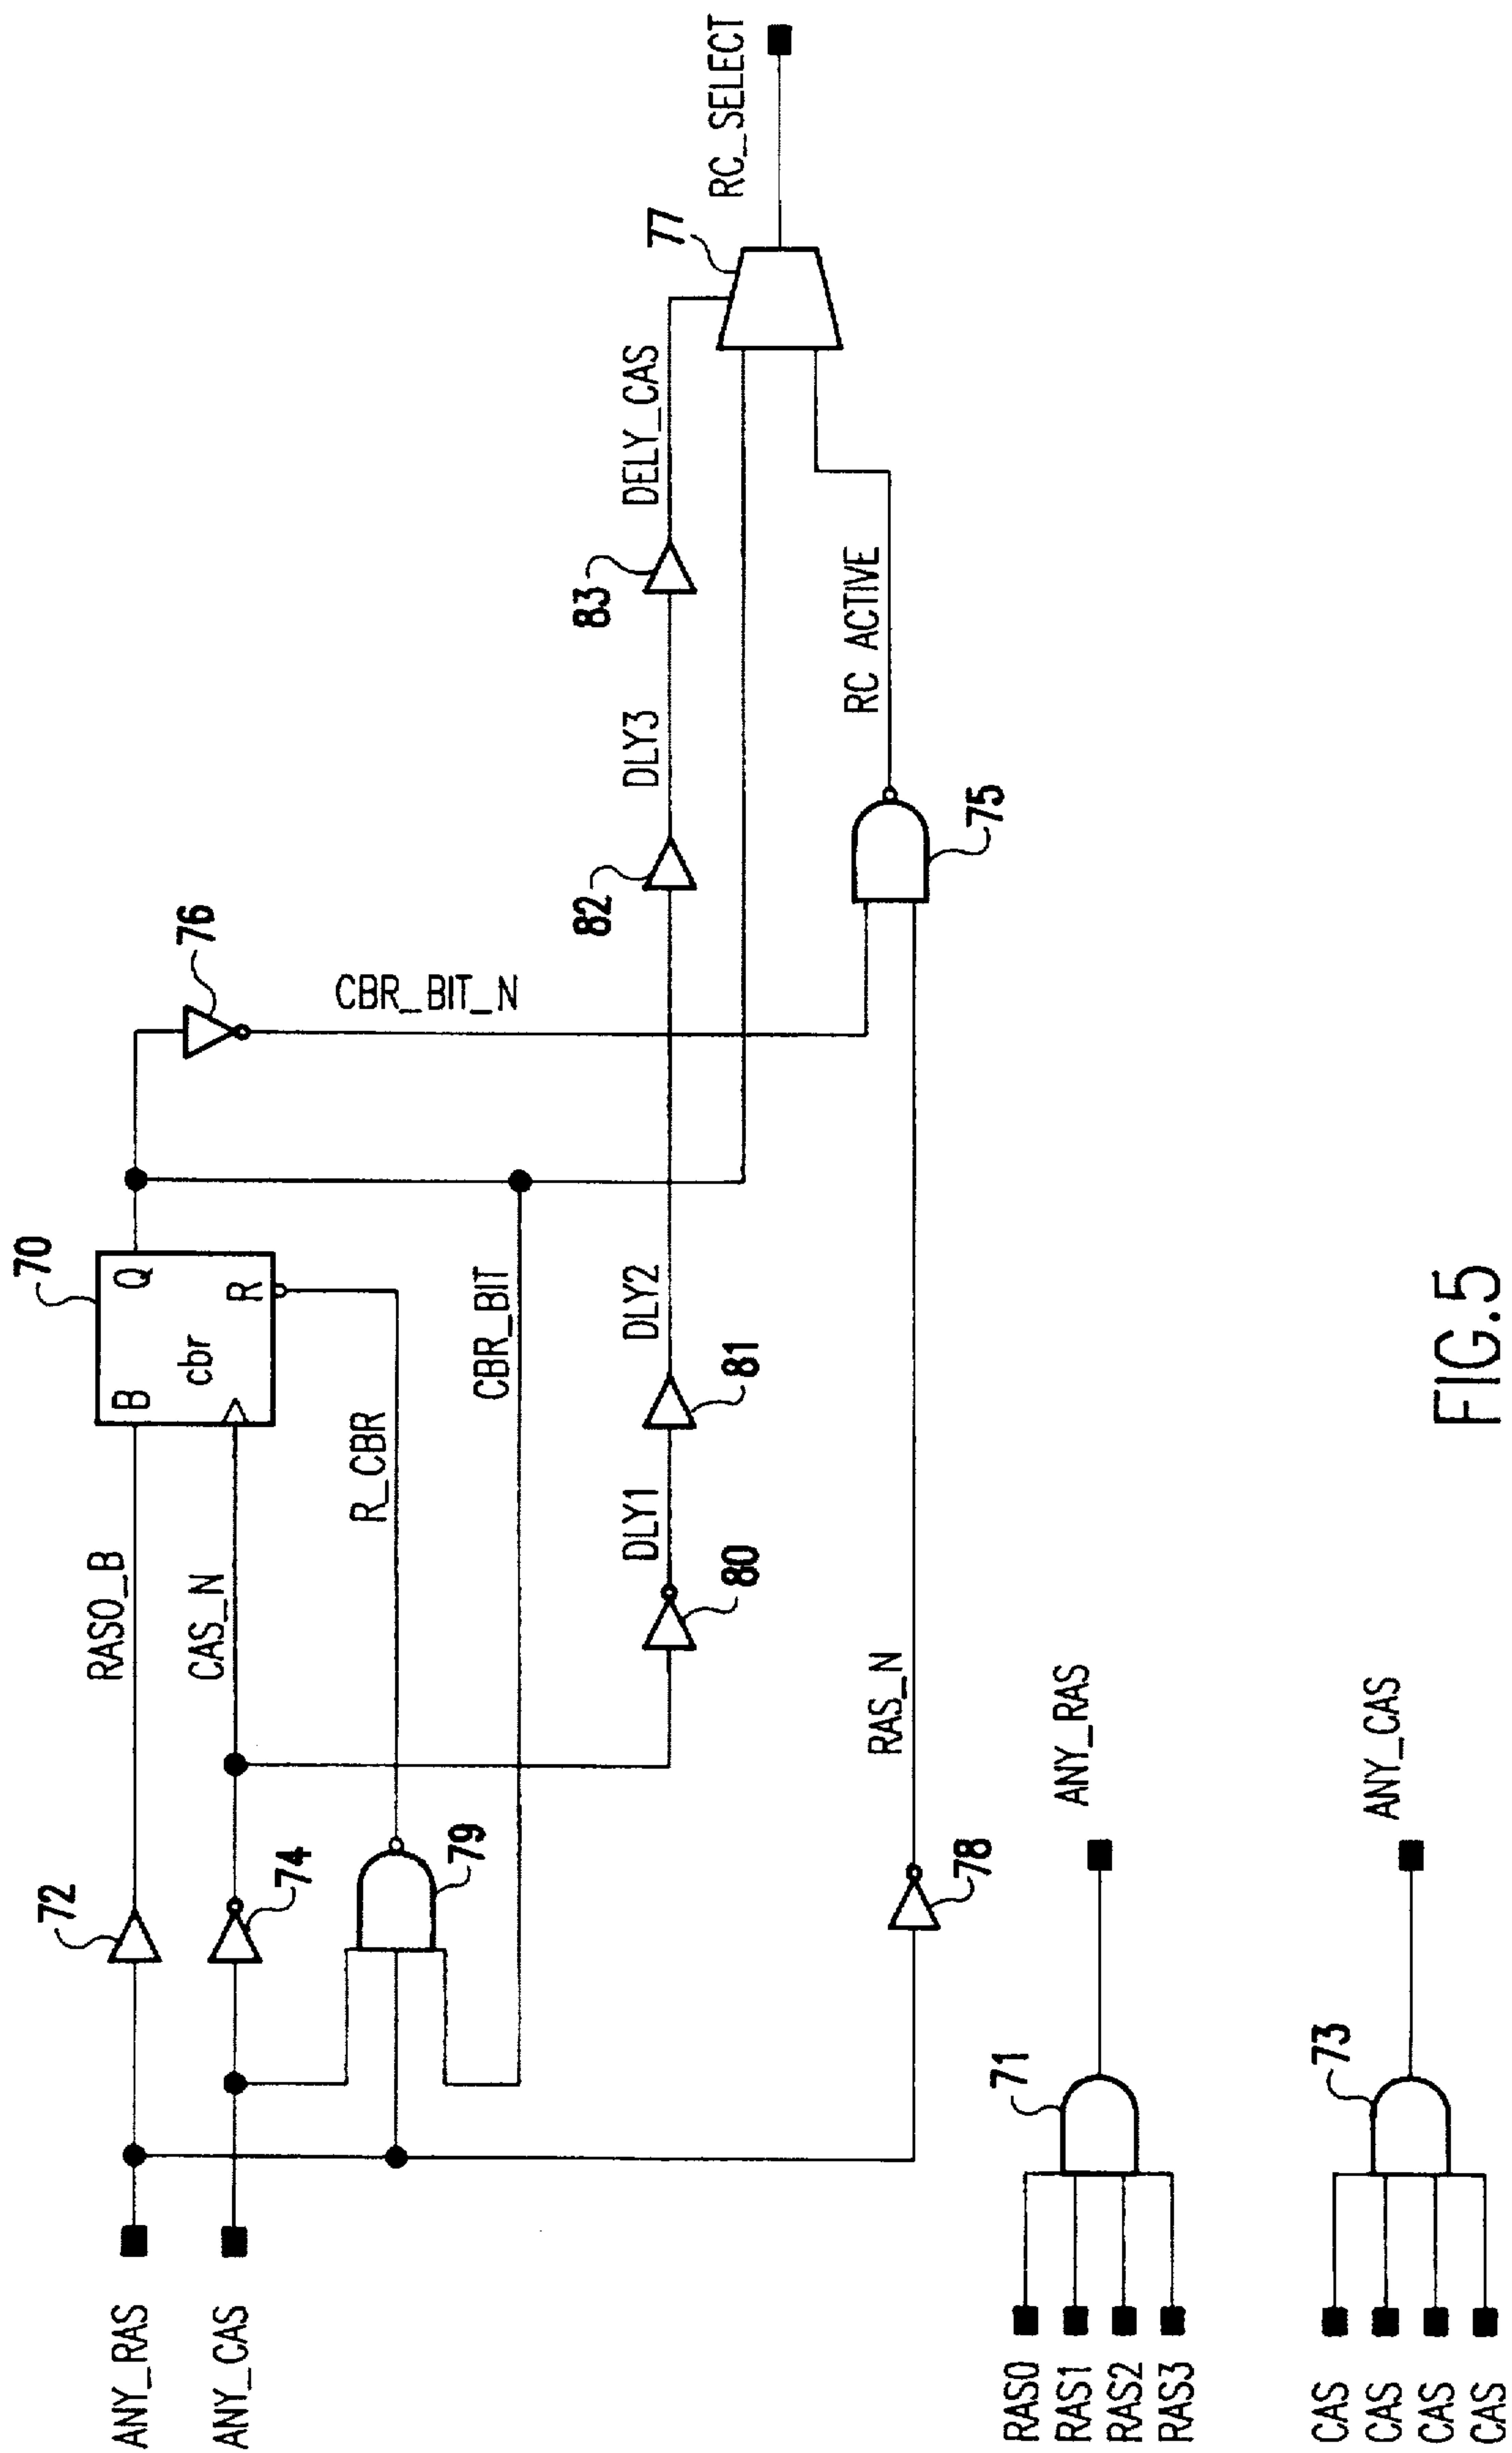 70
72
RASO_B
B
Q
cbr
R
76
ANY_RAS
74
CAS_N
CBR_BIT_N
ANY_CAS
79
R_CBR
CBR_BIT
83
82
DLY1
DLY2
DLY3
DELY_CAS
77
RC_SELECT
80
81
RAS_N
RC ACTIVE
78
75
71
RAS0
RAS1
RAS2
RAS3
ANY_RAS
73
CAS
CAS
CAS
CAS
ANY_CAS
FIG.5